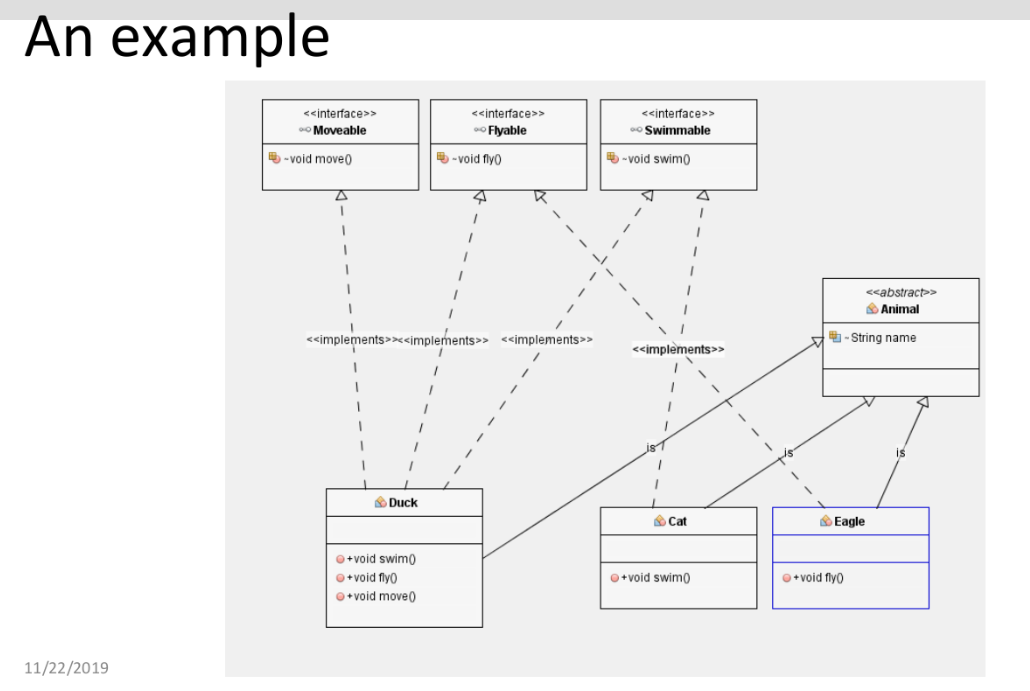 An example
<<interface>>
Moveable
~void move()
<<interface>>
Flyable
~void fly()
<<interface>>
Swimmable
~void swim()
<<abstract>>
Animal
~String name
<<implements>>
<<implements>>
<<implements>>
<<implements>>
is
is
is
Duck
+void swim()
+void fly()
+void move()
Cat
+void swim()
Eagle
+void fly()
11/22/2019